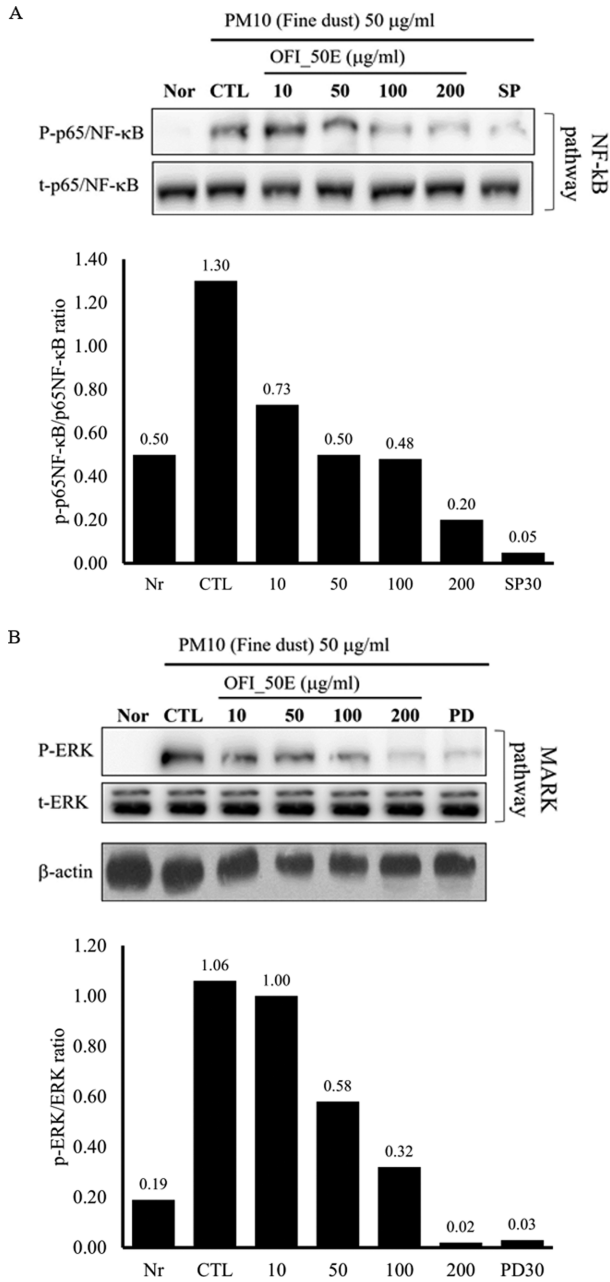 A
PM10 (Fine dust) 50 μg/ml
OFI_50E (μg/ml)
Nor CTL 10 50 100 200 SP
P-p65/NF-κB
t-p65/NF-κB
NF-kB
pathway
p-p65NF-κB/p65NF-κB ratio
1.40
1.20
1.00
0.80
0.60
0.40
0.20
0.00
0.50
1.30
0.73
0.50
0.48
0.20
0.05
Nr CTL 10 50 100 200 SP30
B
PM10 (Fine dust) 50 μg/ml
OFI_50E (μg/ml)
Nor CTL 10 50 100 200 PD
P-ERK
t-ERK
β-actin
MARK
pathway
p-ERK/ERK ratio
1.20
1.00
0.80
0.60
0.40
0.20
0.00
0.19
1.06
1.00
0.58
0.32
0.02
0.03
Nr CTL 10 50 100 200 PD30